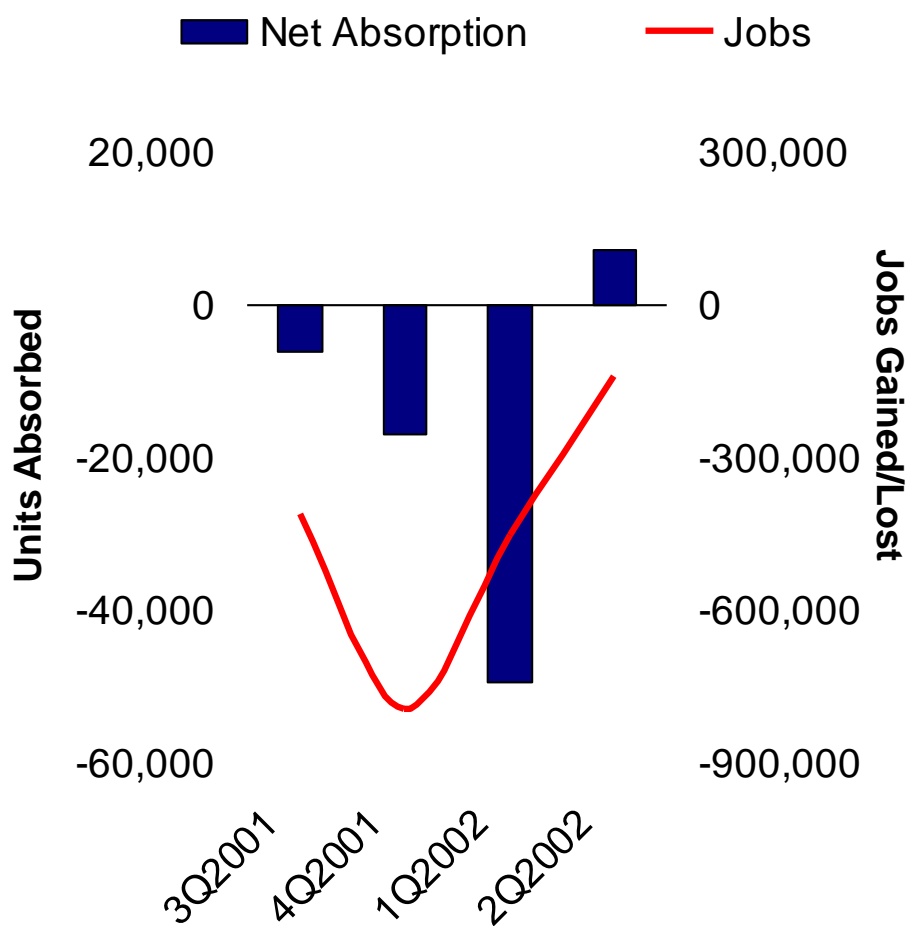 Net Absorption
Jobs
20,000
0
-20,000
-40,000
-60,000
Units Absorbed
300,000
0
-300,000
-600,000
-900,000
Jobs Gained/Lost
3Q2001
4Q2001
1Q2002
2Q2002